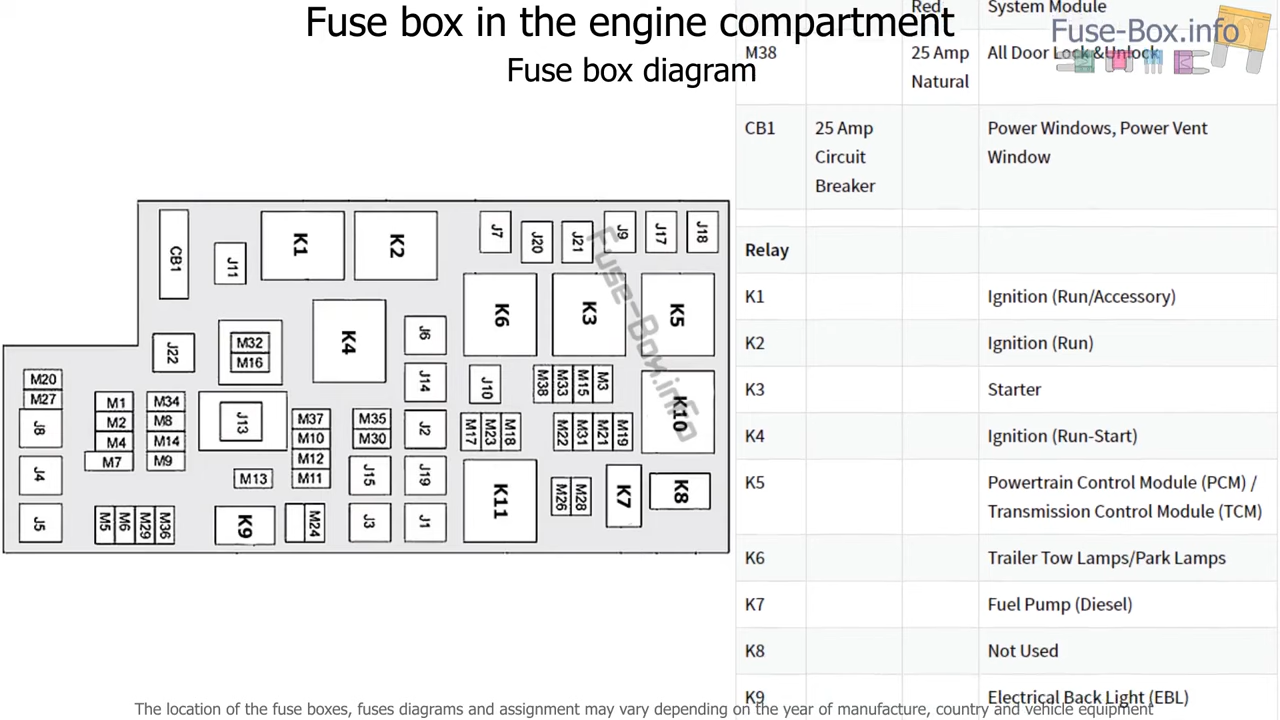 Fuse box in the engine compartment
Fuse box diagram
Fuse-Box.info
Red System Module
M38 25 Amp All Door Lock &Unlock
Natural
CB1 25 Amp Power Windows, Power Vent
Circuit Window
Breaker
Relay
K1 Ignition (Run/Accessory)
K2 Ignition (Run)
K3 Starter
K4 Ignition (Run-Start)
K5 Powertrain Control Module (PCM) /
Transmission Control Module (TCM)
K6 Trailer Tow Lamps/Park Lamps
K7 Fuel Pump (Diesel)
K8 Not Used
K9 Electrical Back Light (EBL)
CB1 J11 K1 K2 J7 J20 J21 J9 J17 J18
K6 K3 K5
J22 M32 K4 J6
M16
M20 J14 J10 M38 M33 M15 M3 K10
M27
J8 M1 M34 J13 M37 M35 J2 M17 M23 M18 M22 M31 M21 M19
M2 M8 M10 M30
M4 M14 M12
M7 M9 M11
J4 M13 J15 J19 K11 M26 M28 K7 K8
J5 M5 M6 M29 M36 K9 M24 J3 J1
Fuse-Box.info
The location of the fuse boxes, fuses diagrams and assignment may vary depending on the year of manufacture, country and vehicle equipment